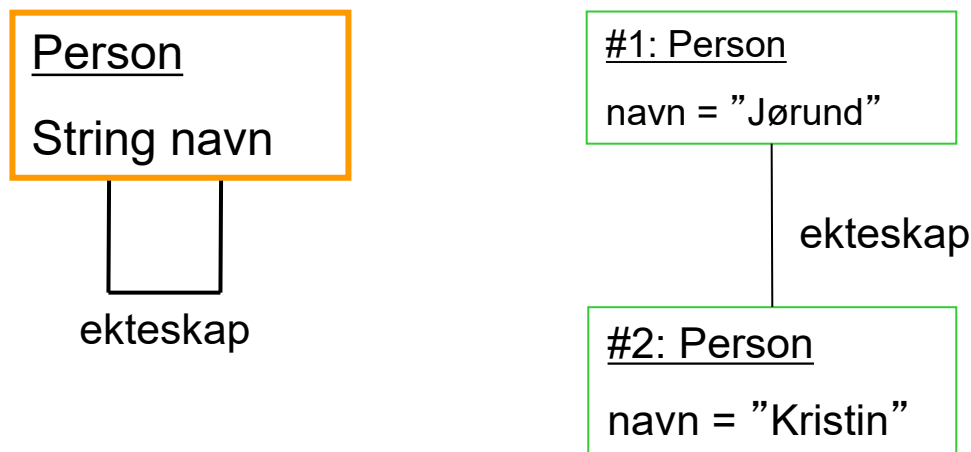 Person
String navn
ekteskap
#1: Person
navn = ”Jørund”
ekteskap
#2: Person
navn = ”Kristin”